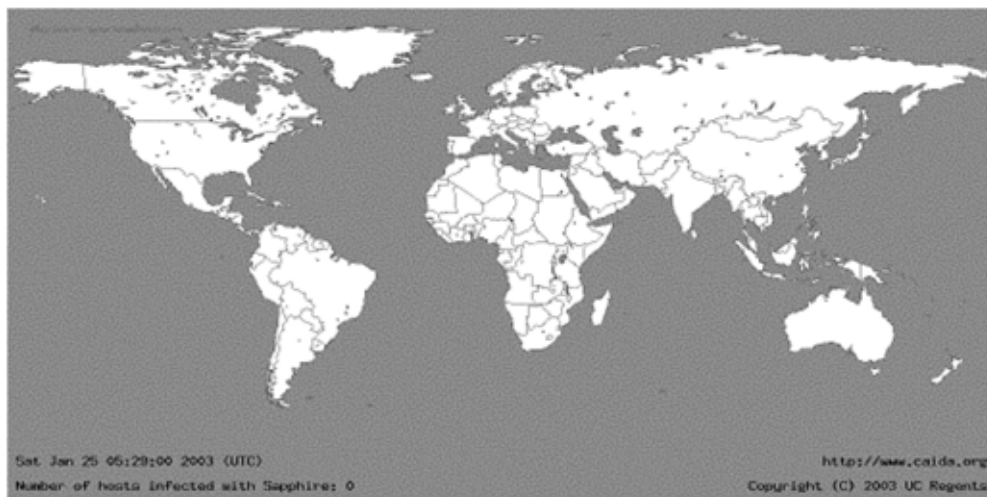 Sat Jan 25 05:29:00 2003 (UTC)
http://www.caida.org
Number of hosts infected with Sapphire: 0
Copyright (C) 2003 UC Regents